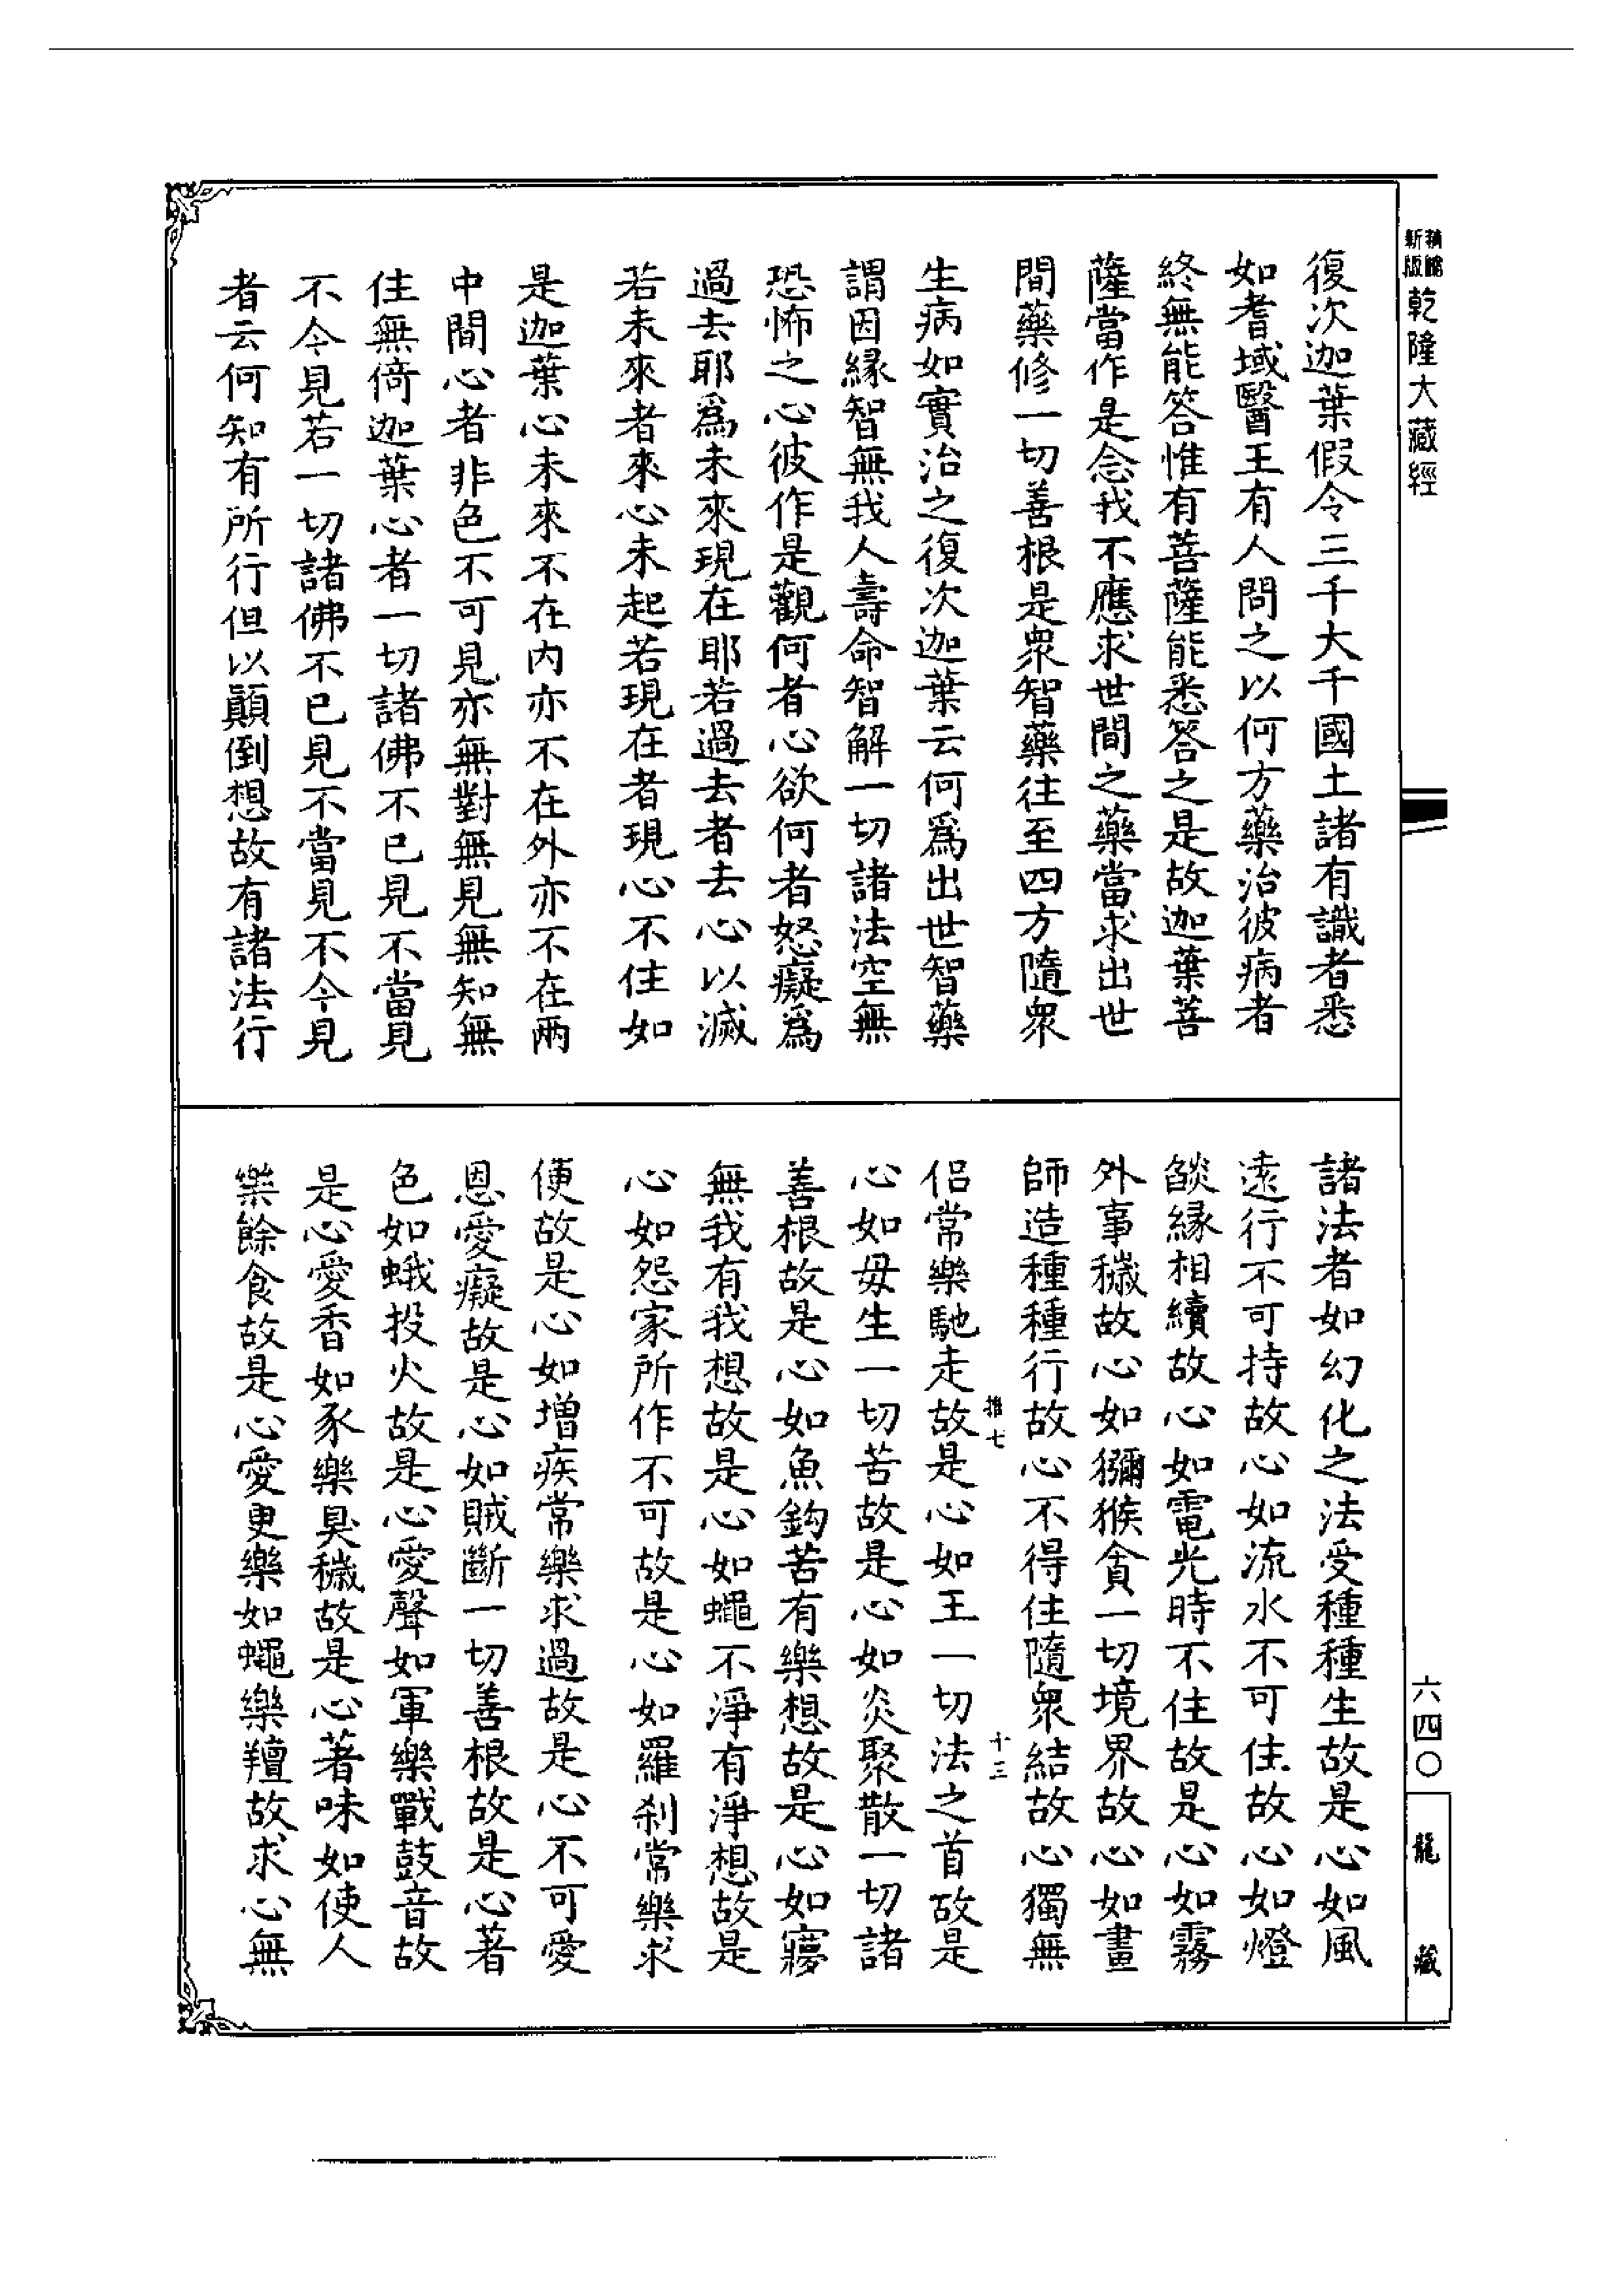 新版
乾隆大藏經
復次迦葉假令三千大千國土諸有識者悉
如耆域醫王有人問之以何方藥治彼病者
終無能答惟有菩薩能悉答之是故迦葉菩
薩當作是念我不應求世間之藥當求出世
間藥修一切善根是眾智藥往至四方隨眾
生病如實治之復次迦葉云何爲出世智藥
謂因緣智無我人壽命智解一切諸法空無
恐怖之心彼作是觀何者心欲何者怒癡爲
過去耶爲未來現在耶若過去者去心以滅
若未來者來心未起若現在者現心不住如
是迦葉心未來不在内亦不在外亦不在兩
中間心者非色不可見亦無對無見無知無
住無倚迦葉心者一切諸佛不已見不當見
不今見若一切諸佛不已見不當見不今見
者云何知有所行但以顛倒想故有諸法行
諸法者如幻化之法受種種生故是心如風
遠行不可持故心如流水不可住故心如燈
燄緣相續故心如電光時不住故是心如霧
外事穢故心如獼猴貪一切境界故心如畫
師造種種行故心不得住隨眾結故心獨無
侶常樂馳走故是心如王一切法之首故是
心如毋生一切苦故是心如炎聚散一切諸
善根故是心如魚鈎苦有樂想故是心如寱
無我有我想故是心如蠅不淨有淨想故是
心如怨家所作不可故是心如羅刹常樂求
便故是心如增疾常樂求過故是心不可愛
恩愛癡故是心如賊斷一切善根故是心著
色如蛾投火故是心愛聲如軍樂戰鼓音故
是心愛香如豕樂臭穢故是心著味如使人
樂餘食故是心愛更樂如蠅樂羶故求心無
推七
十三
六四〇
龍藏